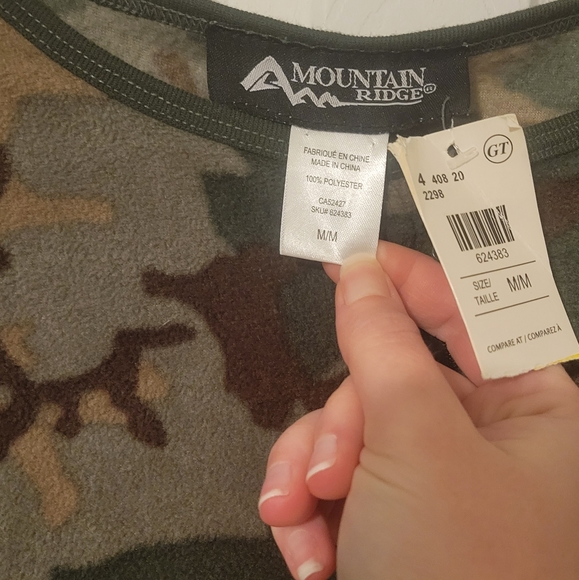 MOUNTAIN
RIDGE
FABRIQUÉ EN CHINE
MADE IN CHINA
100% POLYESTER
CA52427
SKU# 624383
M/M
GT
4 408 20
2298
624383
SIZE/
TAILLE M/M
COMPARE AT / COMPAREZ À